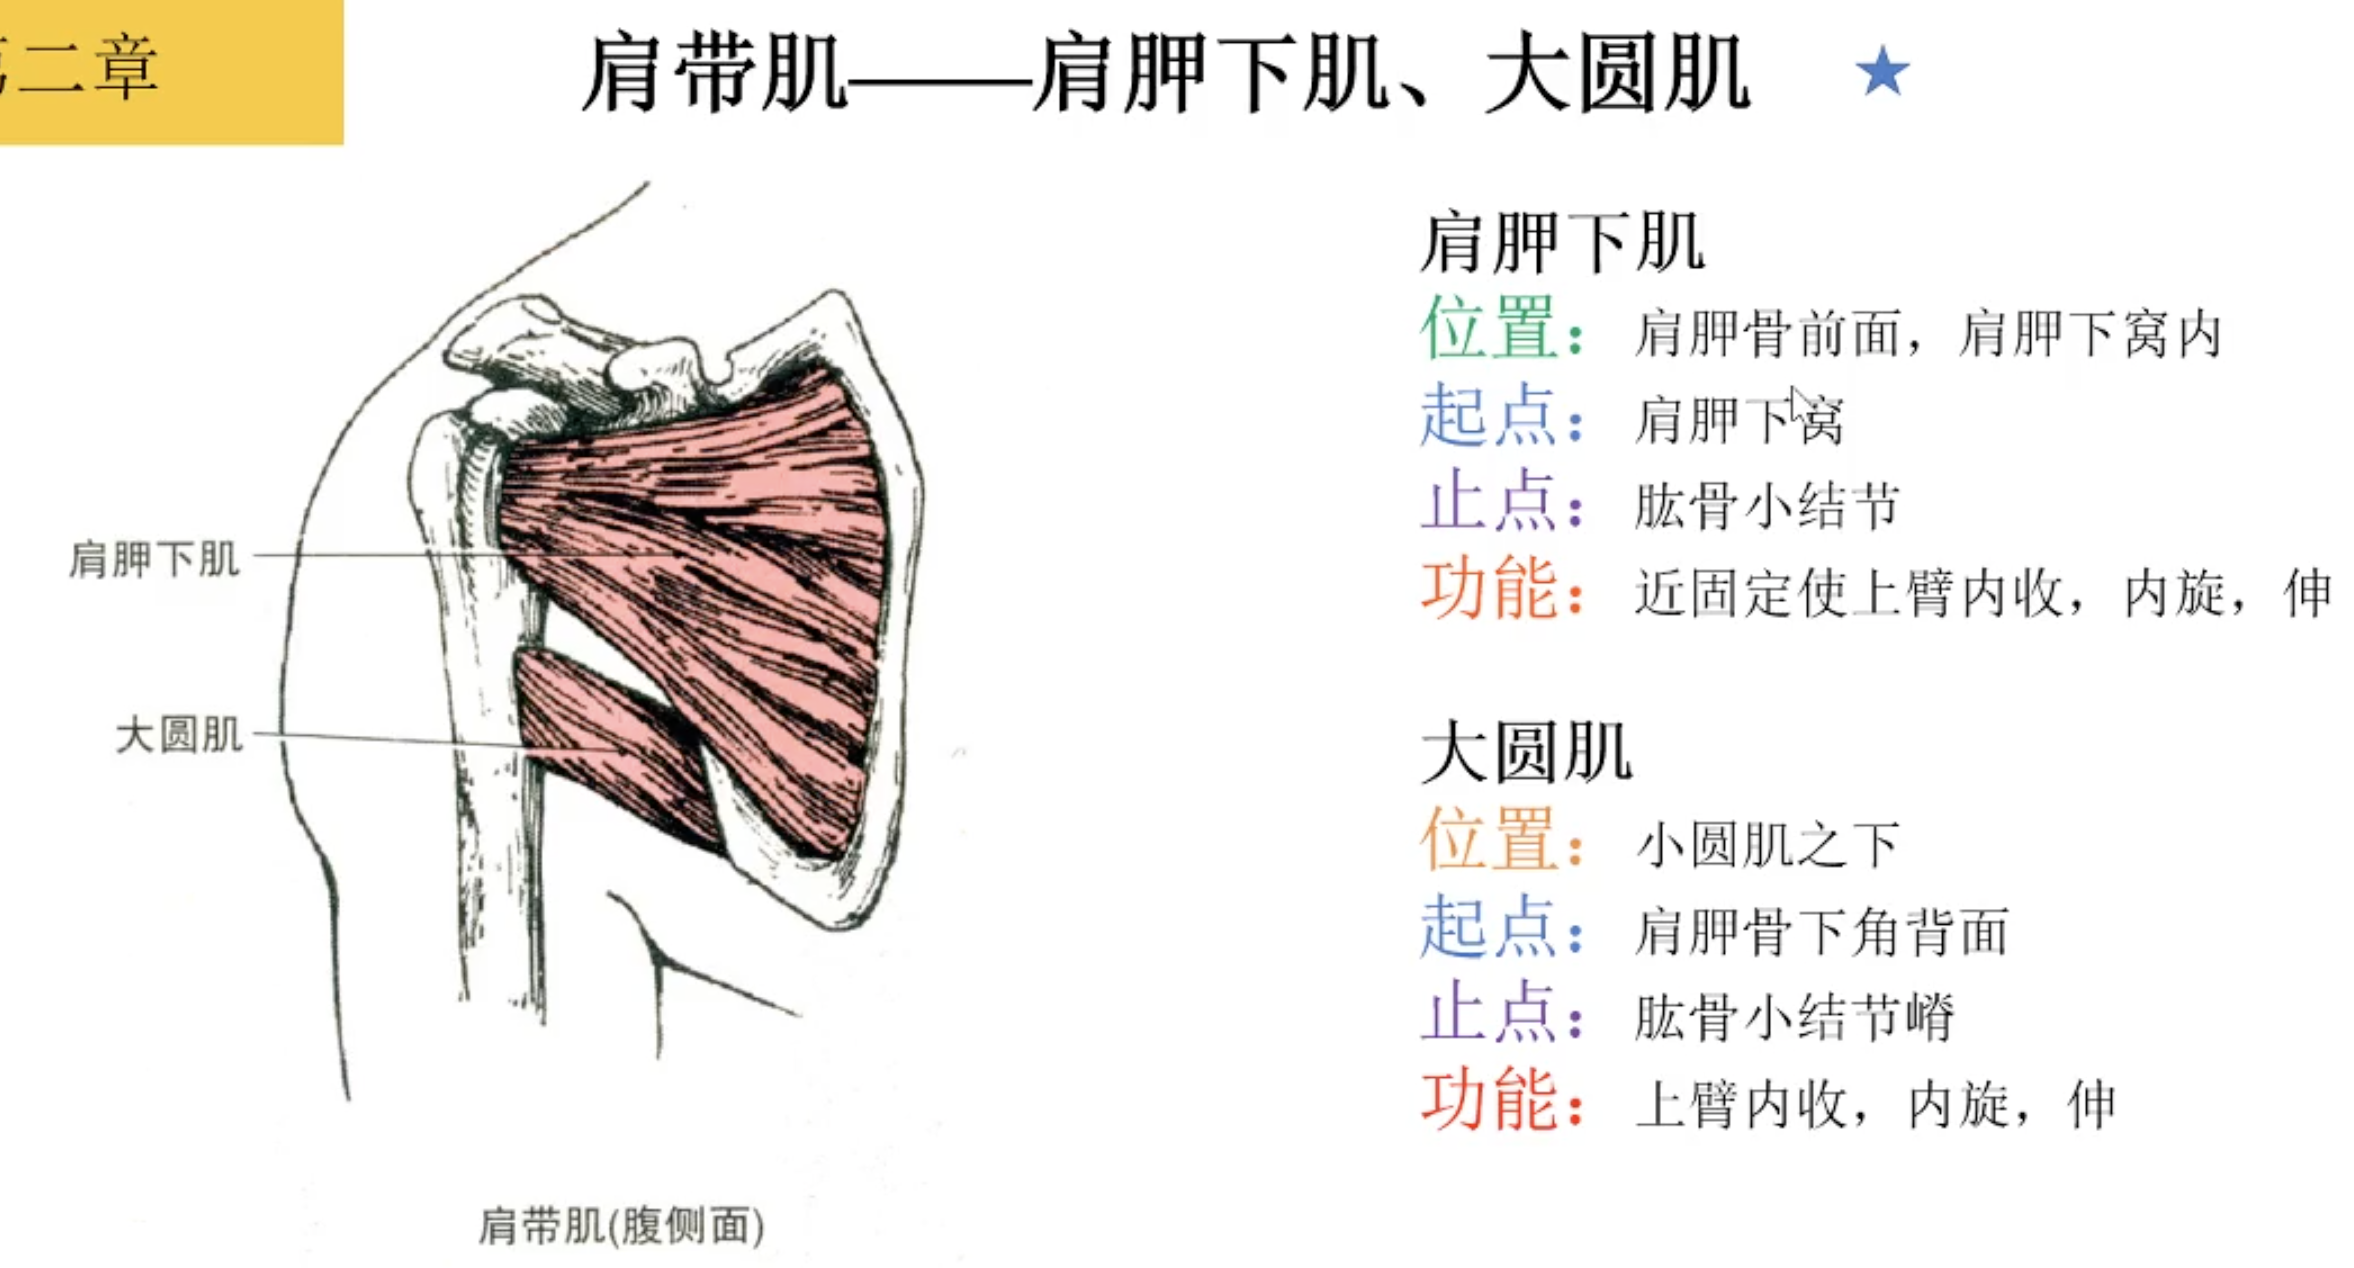 二章
肩带肌——肩胛下肌、大圆肌
肩胛下肌
位置：肩胛骨前面，肩胛下窝内
起点：肩胛下窝
止点：肱骨小结节
功能：近固定使上臂内收，内旋，伸
大圆肌
位置：小圆肌之下
起点：肩胛骨下角背面
止点：肱骨小结节嵴
功能：上臂内收，内旋，伸
肩胛下肌
大圆肌
肩带肌(腹侧面)